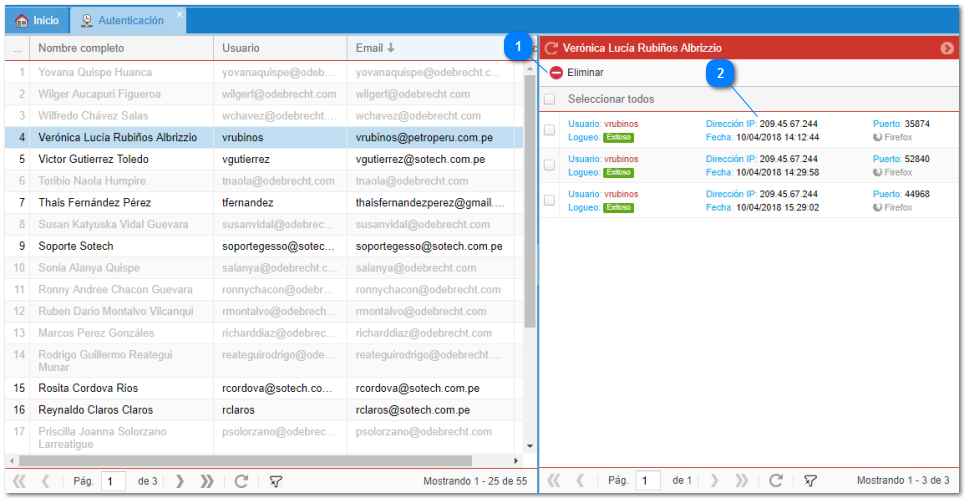 Inicio Autenticación
... Nombre completo Usuario Email
1 Yovana Quispe Huanca yovanaquispe@odeb... yovanaquispe@odebrecht.c...
2 Wilger Aucapuri Figueroa wilgerf@odebrecht.com wilgerf@odebrecht.com
3 Wilfredo Chávez Salas wchavez@odebrecht.... wchavez@odebrecht.com
4 Verónica Lucía Rubiños Albrizzio vrubinos vrubinos@petroperu.com.pe
5 Victor Gutierrez Toledo vgutierrez vgutierrez@sotech.com.pe
6 Toribio Naola Humpire tnaola@odebrecht.com tnaola@odebrecht.com
7 Thais Fernández Pérez tfernandez thaisfernandezperez@gmail....
8 Susan Katyuska Vidal Guevara susanvidal@odebrec... susanvidal@odebrecht.com
9 Soporte Sotech soportegesso@sotec... soportegesso@sotech.com.pe
10 Sonia Alanya Quispe salanya@odebrecht.c... salanya@odebrecht.com
11 Ronny Andree Chacon Guevara ronnychacon@odebr... ronnychacon@odebrecht.com
12 Ruben Dario Montalvo Vilcanqui rmontalvo@odebrech... rmontalvo@odebrecht.com
13 Marcos Perez Gonzáles richarddiaz@odebrec... richarddiaz@odebrecht.com
14 Rodrigo Guillermo Reategui Munar reateguirodrigo@ode... reateguirodrigo@odebrecht....
15 Rosita Cordova Rios rcordova@sotech.co... rcordova@sotech.com.pe
16 Reynaldo Claros Claros rclaros rclaros@sotech.com.pe
17 Priscilla Joanna Solorzano Larreatigue psolorzano@odebrec... psolorzano@odebrecht.com
Pág. 1 de 3 Mostrando 1 - 25 de 55
1
Verónica Lucía Rubiños Albrizzio
Eliminar
2
Seleccionar todos
Usuario: vrubinos Dirección IP: 209.45.67.244 Puerto: 35874
Logueo: Exitoso Fecha: 10/04/2018 14:12:44 Firefox
Usuario: vrubinos Dirección IP: 209.45.67.244 Puerto: 52840
Logueo: Exitoso Fecha: 10/04/2018 14:29:58 Firefox
Usuario: vrubinos Dirección IP: 209.45.67.244 Puerto: 44968
Logueo: Exitoso Fecha: 10/04/2018 15:29:02 Firefox
Pág. 1 de 1 Mostrando 1 - 3 de 3